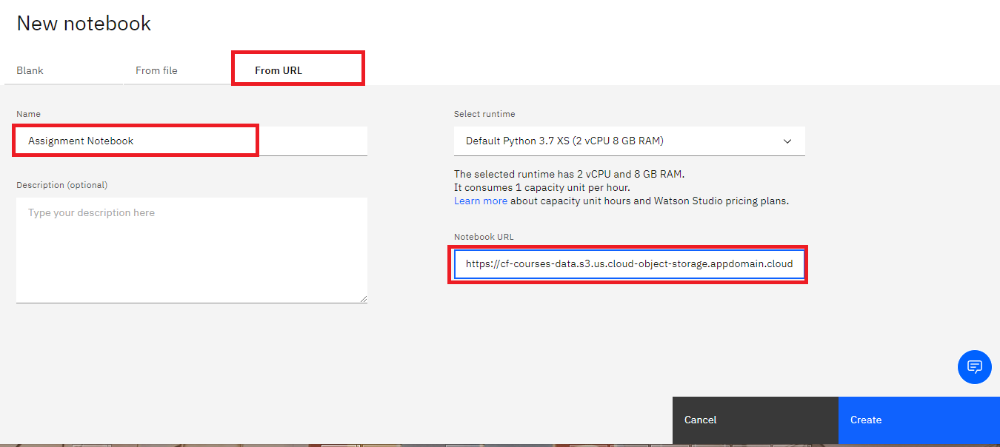 New notebook
Blank
From file
From URL
Name
Assignment Notebook
Description (optional)
Type your description here
Select runtime
Default Python 3.7 XS (2 vCPU 8 GB RAM)
The selected runtime has 2 vCPU and 8 GB RAM.
It consumes 1 capacity unit per hour.
Learn more about capacity unit hours and Watson Studio pricing plans.
Notebook URL
https://cf-courses-data.s3.us.cloud-object-storage.appdomain.cloud
Cancel
Create